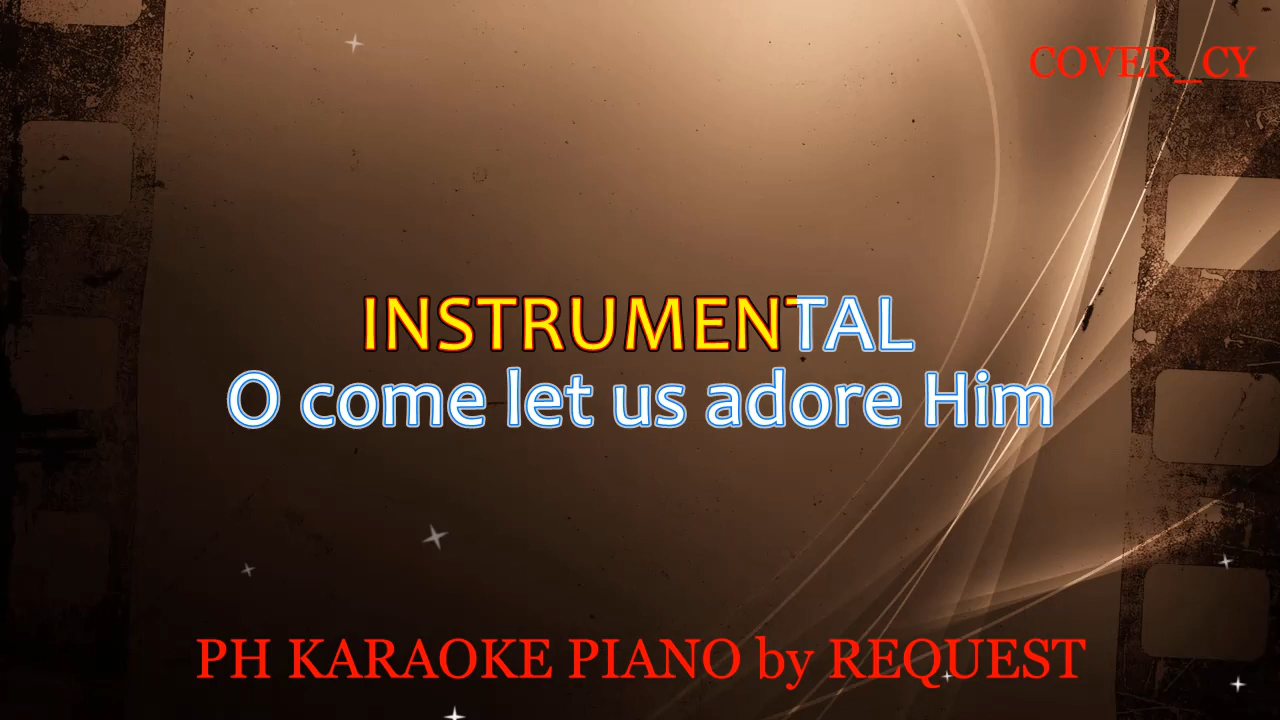 COVER_CY
INSTRUMENTAL
O come let us adore Him
PH KARAOKE PIANO by REQUEST